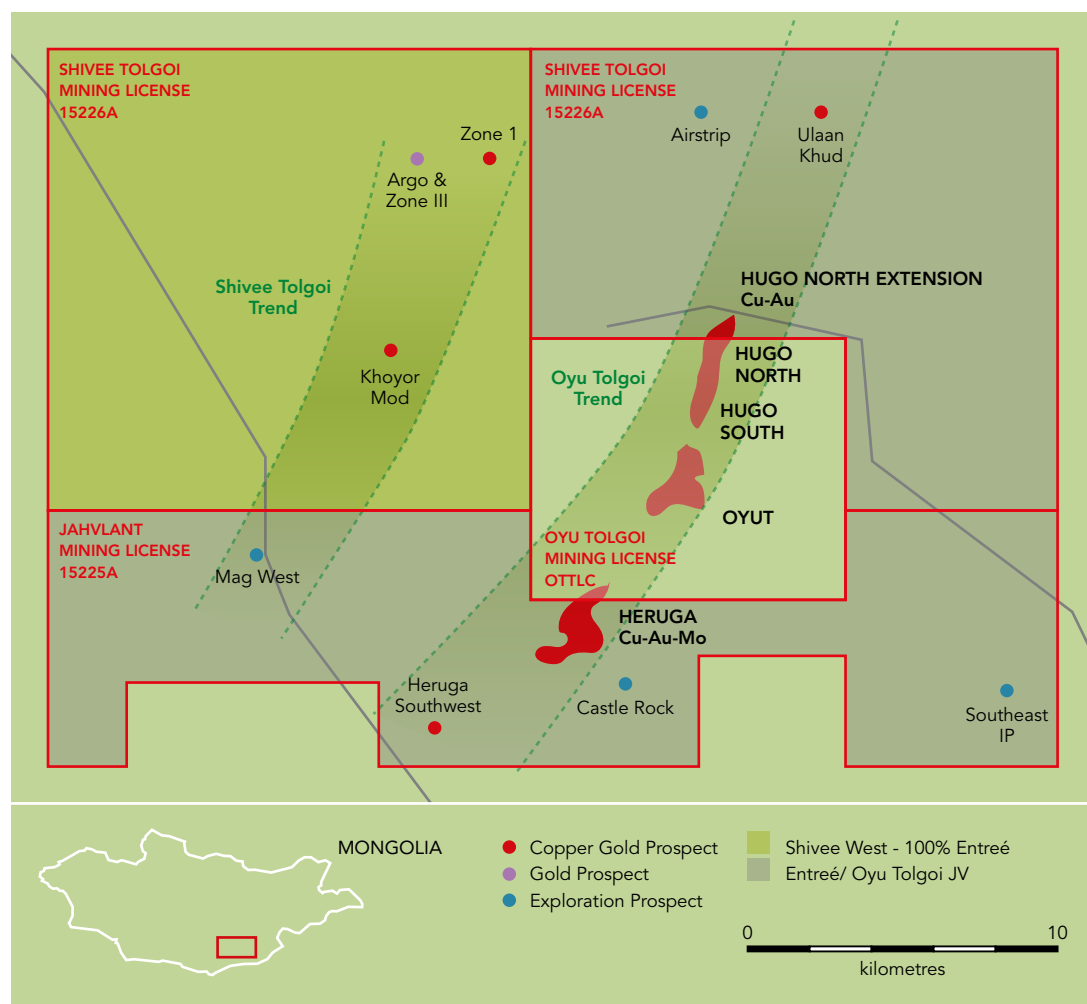 SHIVEE TOLGOI
MINING LICENSE
15226A
SHIVEE TOLGOI
MINING LICENSE
15226A
Zone 1
Argo &
Zone III
Airstrip
Ulaan
Khud
Shivee Tolgoi
Trend
HUGO NORTH EXTENSION
Cu-Au
Khoyor
Mod
Oyu Tolgoi
Trend
HUGO
NORTH
HUGO
SOUTH
OYUT
JAHVLANT
MINING LICENSE
15225A
OYU TOLGOI
MINING LICENSE
OTTLC
Mag West
HERUGA
Cu-Au-Mo
Heruga
Southwest
Castle Rock
Southeast
IP
MONGOLIA
Copper Gold Prospect
Gold Prospect
Exploration Prospect
Shivee West - 100% Entreé
Entreé/ Oyu Tolgoi JV
0 10
kilometres